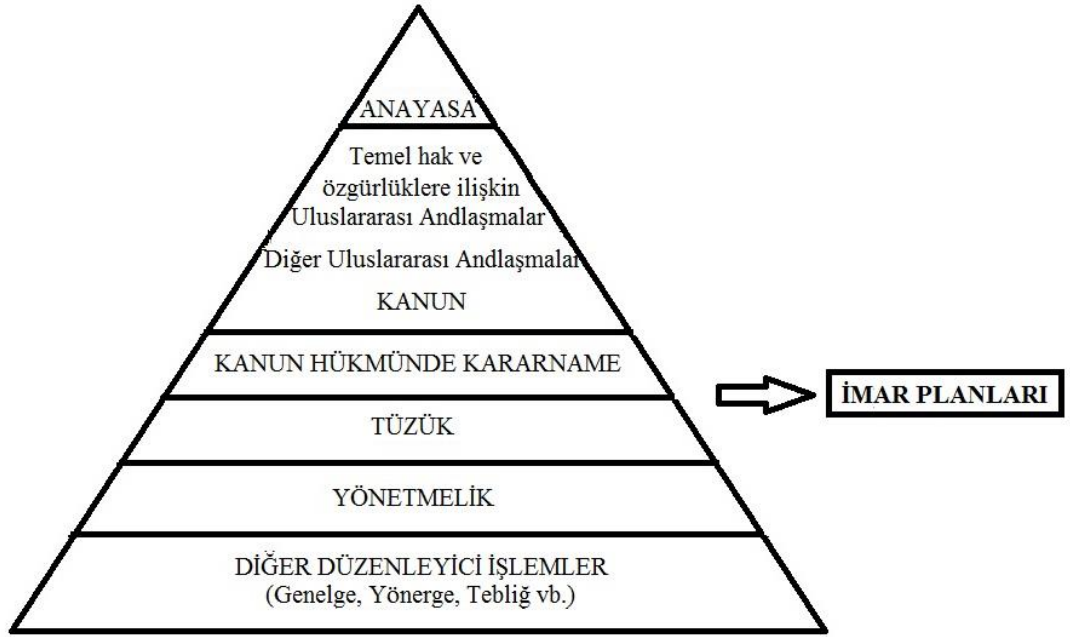 ANAYASA
Temel hak ve
özgürlüklere ilişkin
Uluslararası Andlaşmalar
Diğer Uluslararası Andlaşmalar
KANUN
KANUN HÜKMÜNDE KARARNAME
TÜZÜK
YÖNETMELİK
DİĞER DÜZENLEYİCİ İŞLEMLER
(Genelge, Yönerge, Tebliğ vb.)
İMAR PLANLARI